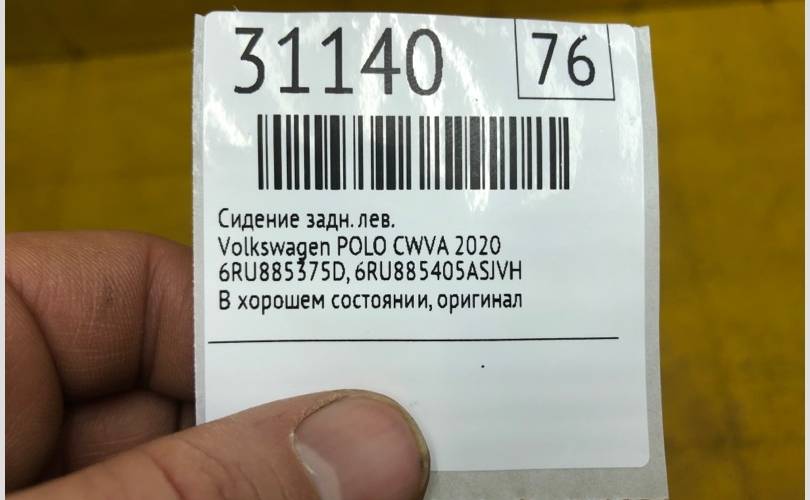 31140 76
Сидение задн. лев.
Volkswagen POLO CWVA 2020
6RU885375D, 6RU885405ASJVH
В хорошем состоянии, оригинал